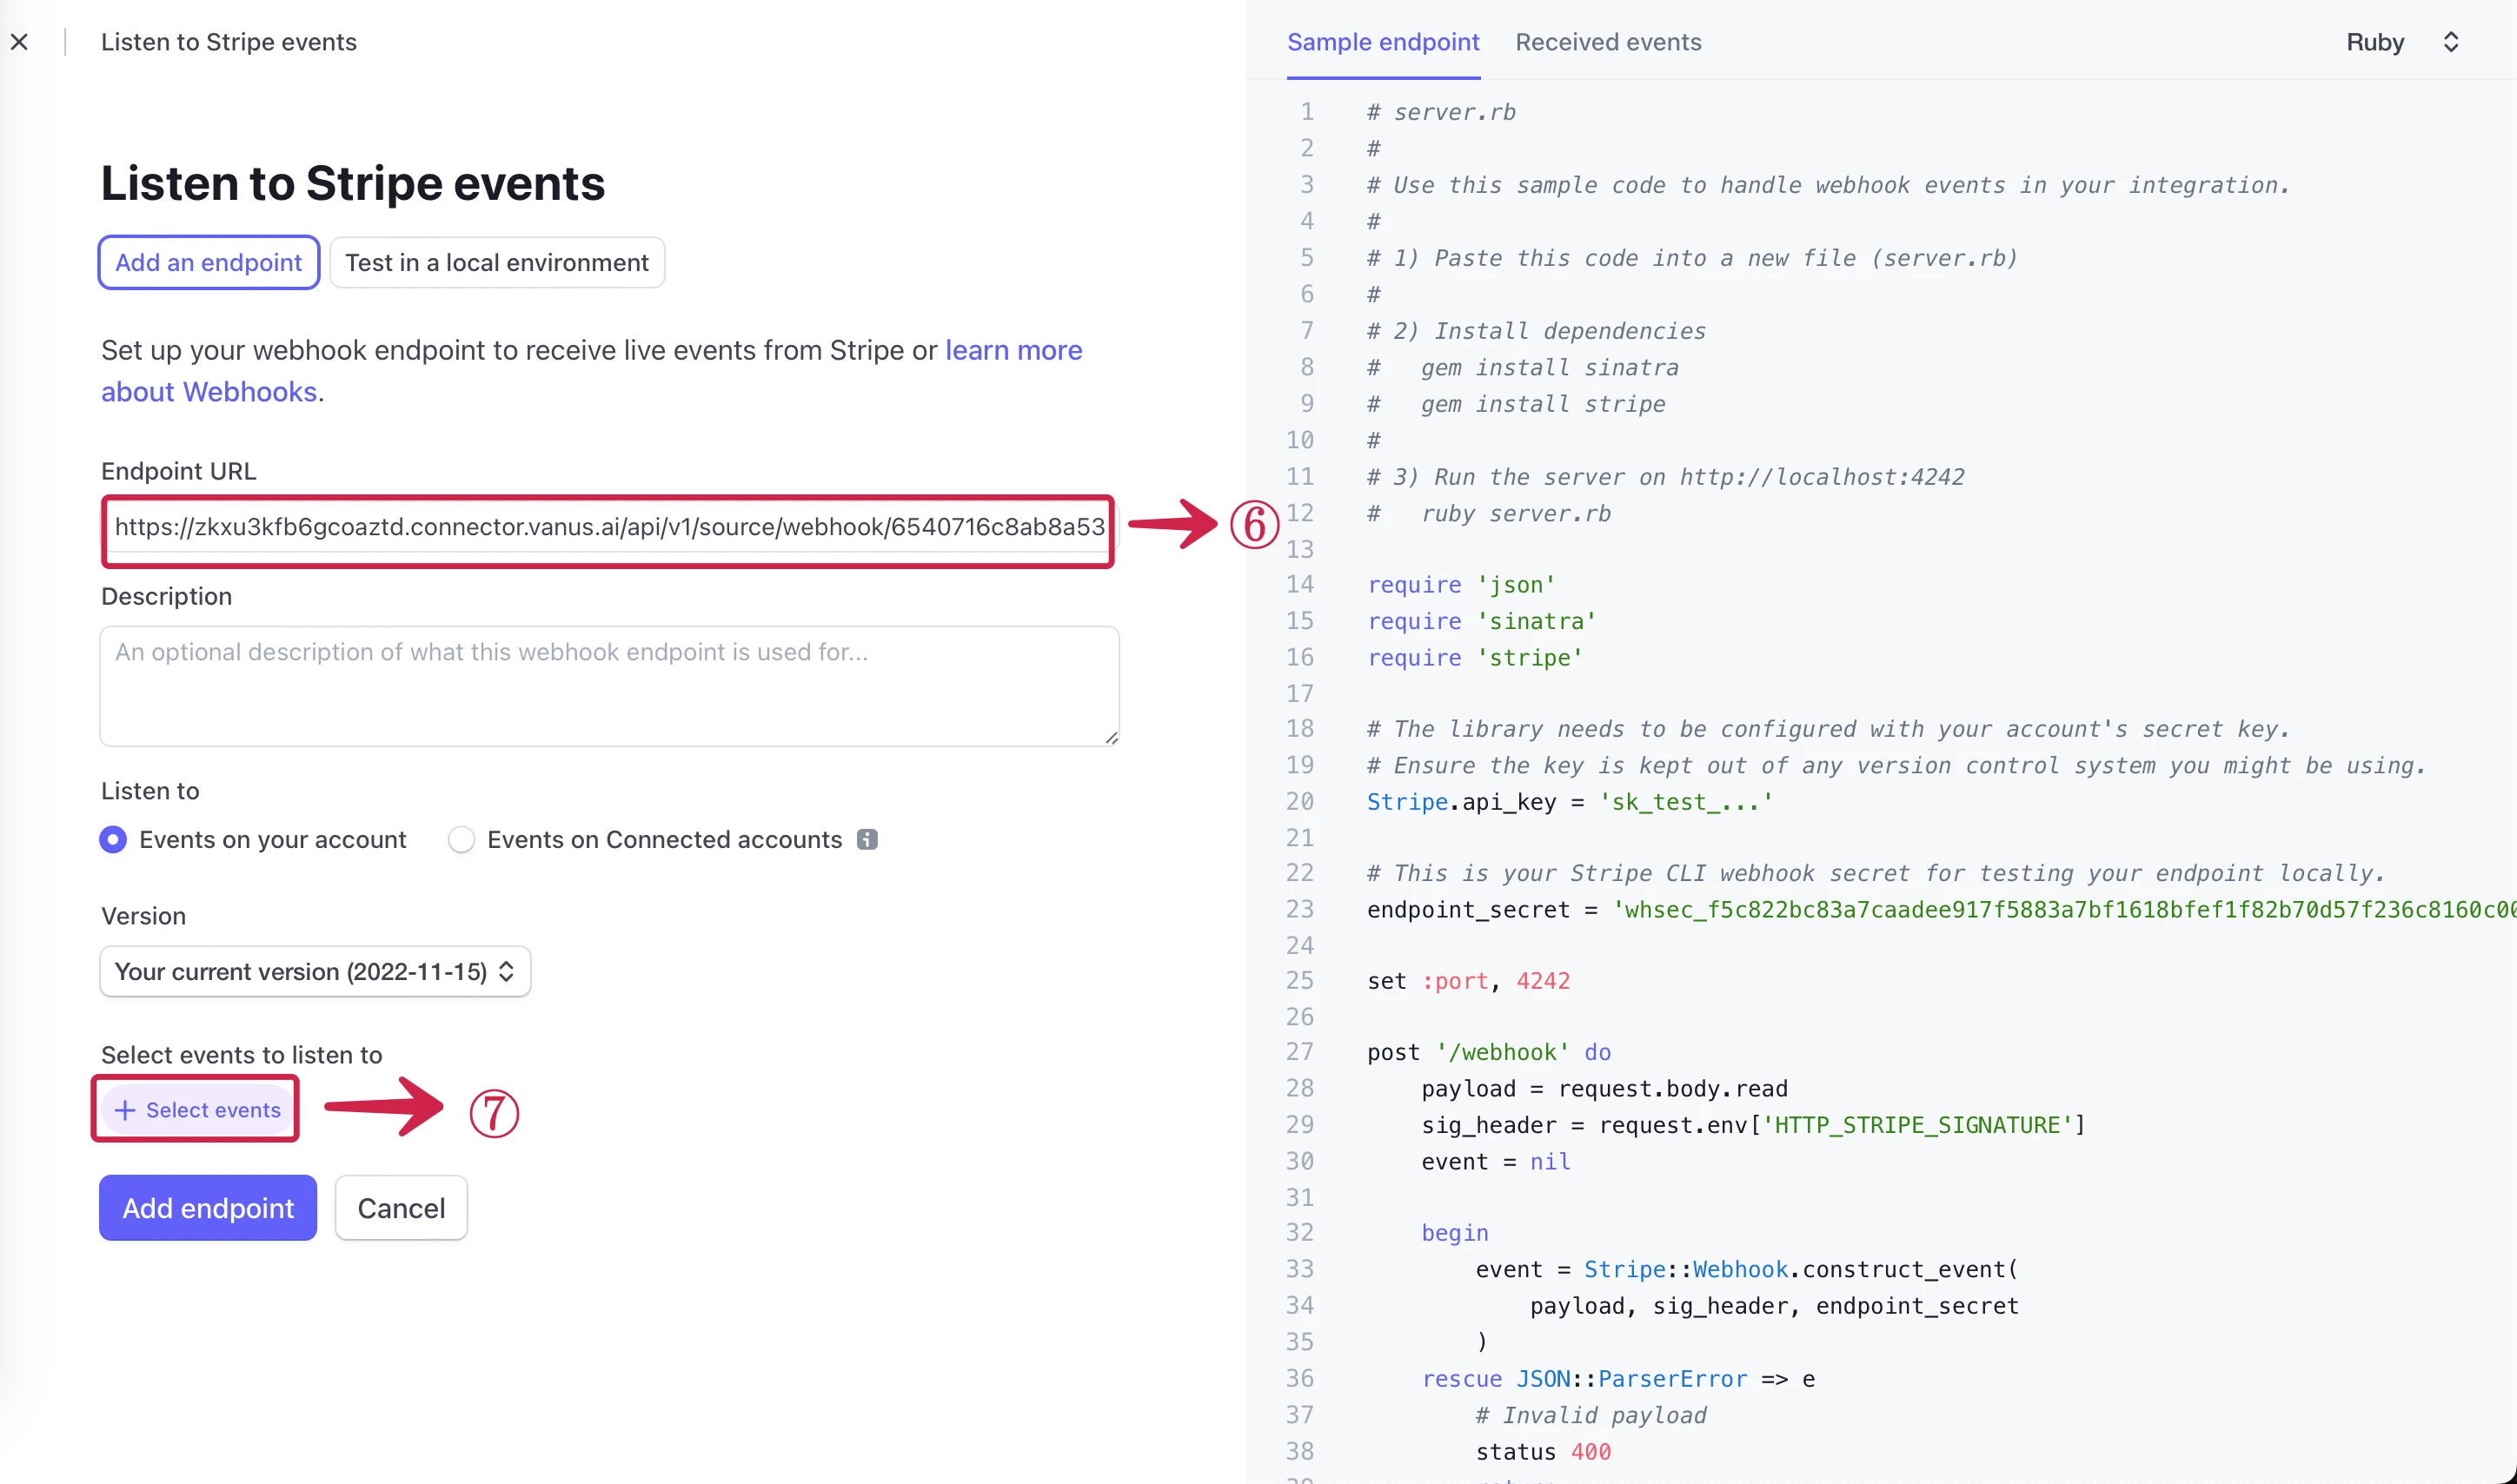 Listen to Stripe events
Listen to Stripe events
Add an endpoint
Test in a local environment
Set up your webhook endpoint to receive live events from Stripe or learn more
about Webhooks.
Endpoint URL
https://zkxu3kfb6gcoaztd.connector.vanus.ai/api/v1/source/webhook/6540716c8ab8a53
⑥
Description
An optional description of what this webhook endpoint is used for...
Listen to
Events on your account
Events on Connected accounts
Version
Your current version (2022-11-15)
Select events to listen to
+ Select events
⑦
Add endpoint
Cancel
Sample endpoint
Received events
Ruby
1 # server.rb
2 #
3 # Use this sample code to handle webhook events in your integration.
4 #
5 # 1) Paste this code into a new file (server.rb)
6 #
7 # 2) Install dependencies
8 #   gem install sinatra
9 #   gem install stripe
10 #
11 # 3) Run the server on http://localhost:4242
12 #   ruby server.rb
13
14 require 'json'
15 require 'sinatra'
16 require 'stripe'
17
18 # The library needs to be configured with your account's secret key.
19 # Ensure the key is kept out of any version control system you might be using.
20 Stripe.api_key = 'sk_test_...'
21
22 # This is your Stripe CLI webhook secret for testing your endpoint locally.
23 endpoint_secret = 'whsec_f5c822bc83a7caadee917f5883a7bf1618bfef1f82b70d57f236c8160c00
24
25 set :port, 4242
26
27 post '/webhook' do
28     payload = request.body.read
29     sig_header = request.env['HTTP_STRIPE_SIGNATURE']
30     event = nil
31
32     begin
33         event = Stripe::Webhook.construct_event(
34             payload, sig_header, endpoint_secret
35         )
36     rescue JSON::ParserError => e
37         # Invalid payload
38         status 400